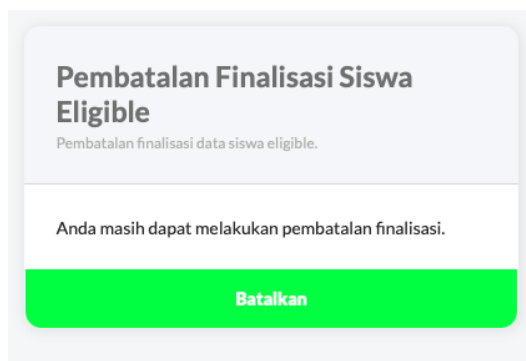 Pembatalan Finalisasi Siswa
Eligible
Pembatalan finalisasi data siswa eligible.
Anda masih dapat melakukan pembatalan finalisasi.
Batalkan